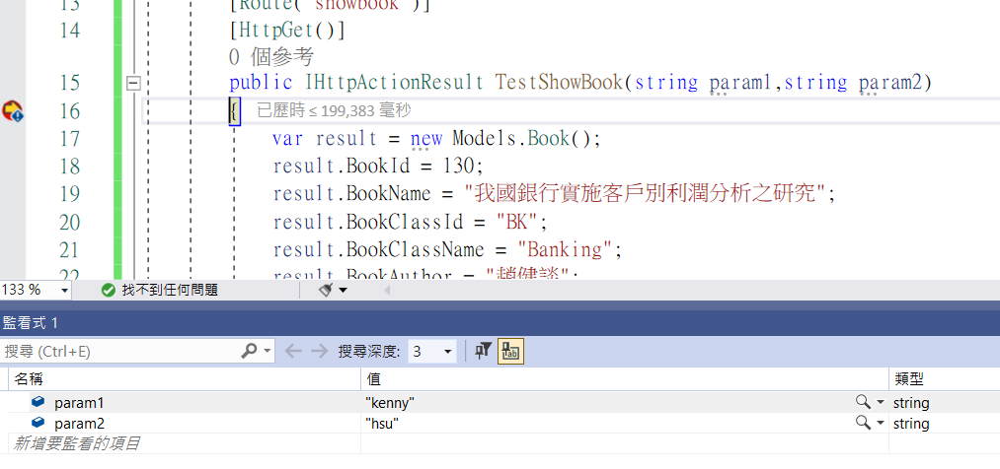 13 [Route("showbook")]
14 [HttpGet()]
0 個參考
15 public IHttpActionResult TestShowBook(string param1,string param2)
16 { 已歷時 ≤ 199,383 毫秒
17 var result = new Models.Book();
18 result.BookId = 130;
19 result.BookName = "我國銀行實施客戶別利潤分析之研究";
20 result.BookClassId = "BK";
21 result.BookClassName = "Banking";
22 result.BookAuthor = "趙健談";
133 % 找不到任何問題
監看式 1
搜尋 (Ctrl+E) 搜尋深度: 3
名稱 值 類型
param1 "kenny" string
param2 "hsu" string
新增要監看的項目